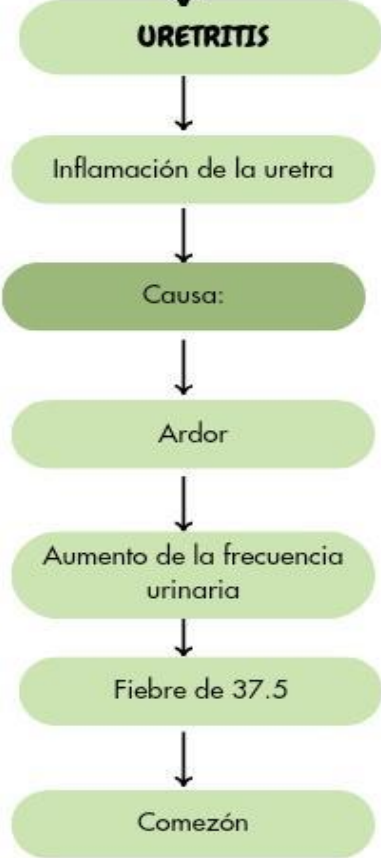 URETRITIS
Inflamación de la uretra
Causa:
Ardor
Aumento de la frecuencia
urinaria
Fiebre de 37.5
Comezón